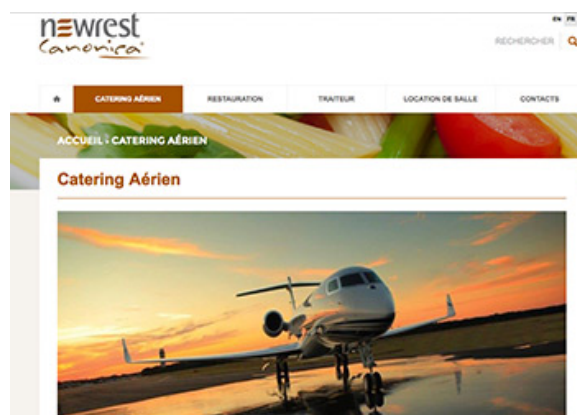 newrest
Canonica
EN FR
RECHERCHER
CATERING AÉRIEN RESTAURATION TRAITEUR LOCATION DE SALLE CONTACTS
ACCUEIL › CATERING AÉRIEN
Catering Aérien